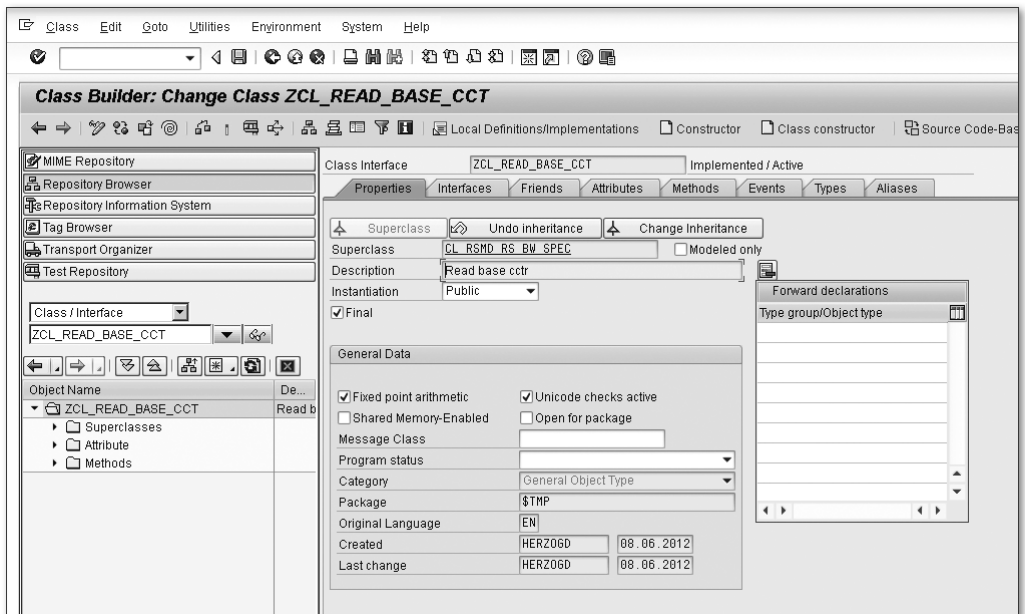 Class Edit Goto Utilities Environment System Help
Class Builder: Change Class ZCL_READ_BASE_CCT
Local Definitions/Implementations Constructor Class constructor Source Code-Bas
MIME Repository
Repository Browser
Repository Information System
Tag Browser
Transport Organizer
Test Repository
Class / Interface
ZCL_READ_BASE_CCT
Object Name De...
ZCL_READ_BASE_CCT Read b
Superclasses
Attribute
Methods
Class Interface ZCL_READ_BASE_CCT Implemented / Active
Properties Interfaces Friends Attributes Methods Events Types Aliases
Superclass Undo inheritance Change Inheritance
Superclass CL_RSMD_RS_BW_SPEC Modeled only
Description Read base cctr
Instantiation Public
Final
General Data
Fixed point arithmetic Unicode checks active
Shared Memory-Enabled Open for package
Message Class
Program status
Category General Object Type
Package $TMP
Original Language EN
Created HERZOGD 08.06.2012
Last change HERZOGD 08.06.2012
Forward declarations
Type group/Object type